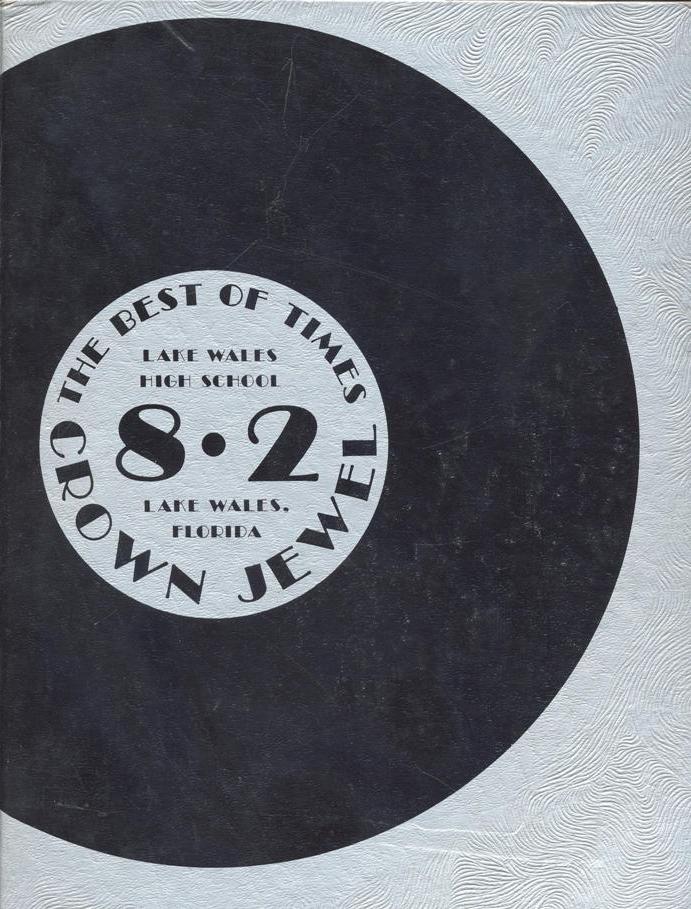 THE BEST OF TIMES
LAKE WALES
HIGH SCHOOL
8•2
LAKE WALES,
FLORIDA
CROWN JEWEL